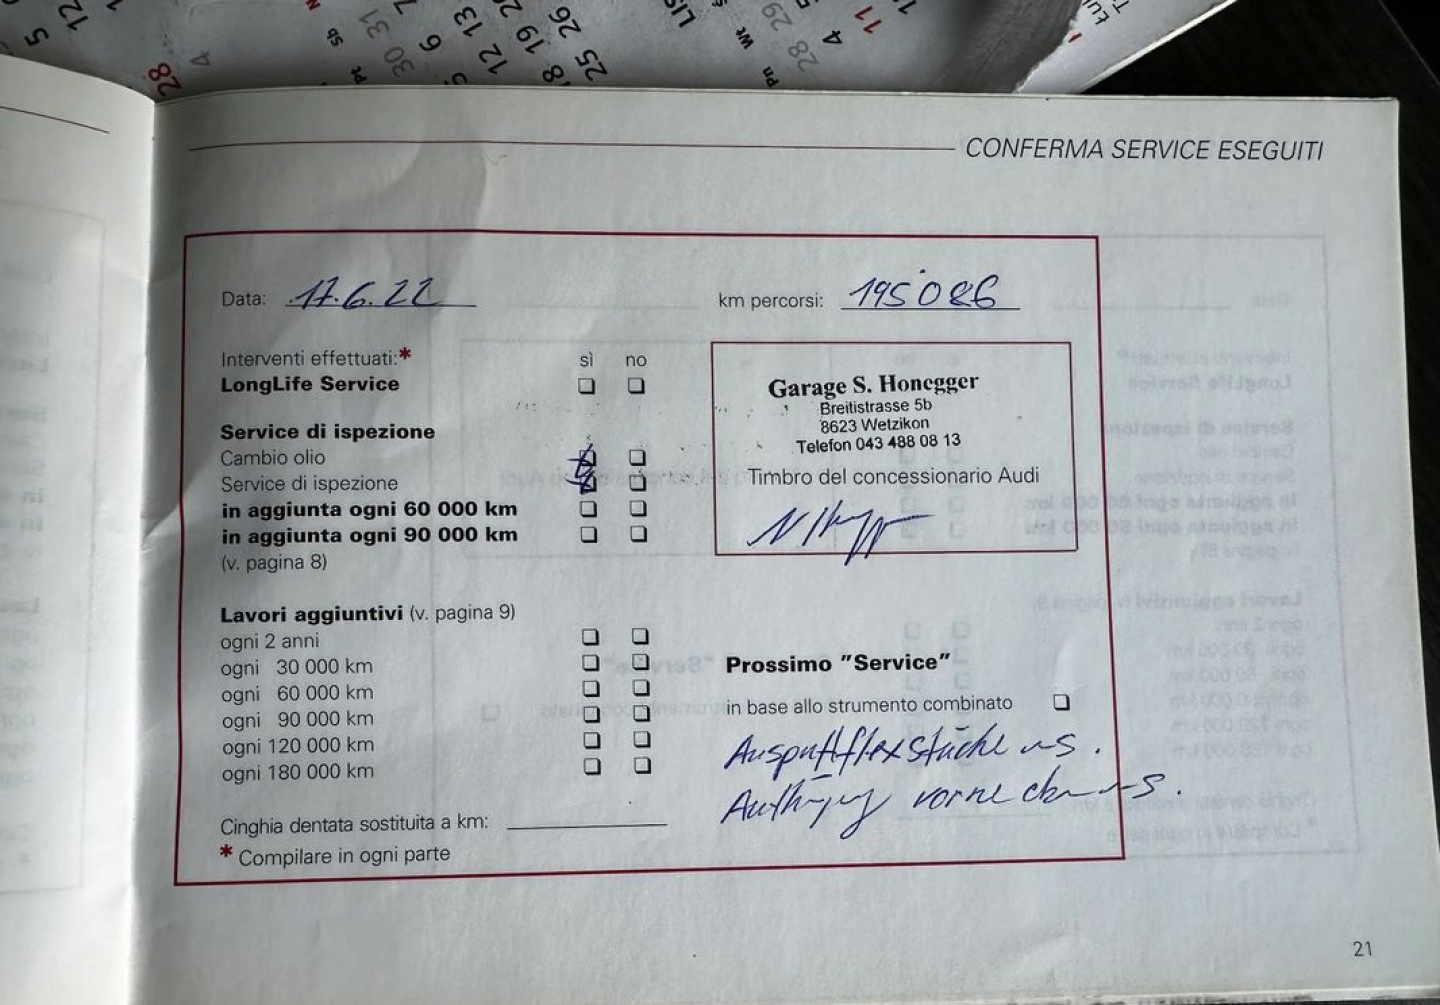 CONFERMA SERVICE ESEGUITI
Data: 17.6.22
km percorsi: 195'086
Interventi effettuati:* sì no
LongLife Service
Service di ispezione
Cambio olio
Service di ispezione
in aggiunta ogni 60 000 km
in aggiunta ogni 90 000 km
(v. pagina 8)
Garage S. Honegger
Breitistrasse 5b
8623 Wetzikon
Telefon 043 488 08 13
Timbro del concessionario Audi
Lavori aggiuntivi (v. pagina 9)
ogni 2 anni
ogni 30 000 km
ogni 60 000 km
ogni 90 000 km
ogni 120 000 km
ogni 180 000 km
Cinghia dentata sostituita a km:
* Compilare in ogni parte
Prossimo "Service"
in base allo strumento combinato
Auspuffflexstücke
vorne
21